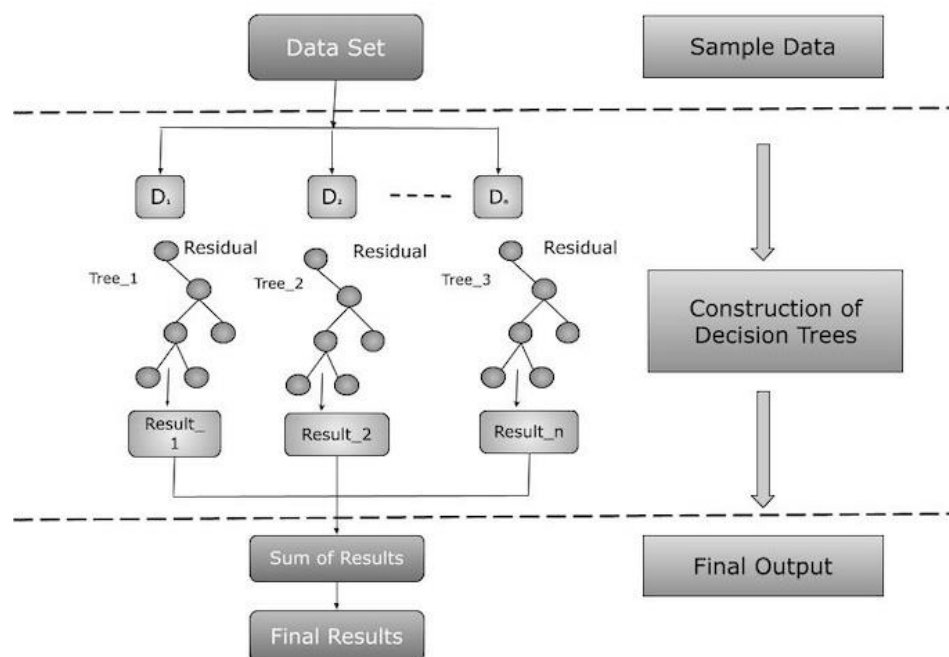 Data Set
Sample Data
D₁
D₂
Dₙ
Residual
Residual
Residual
Tree_1
Tree_2
Tree_3
Construction of
Decision Trees
Result_
1
Result_2
Result_n
Sum of Results
Final Output
Final Results